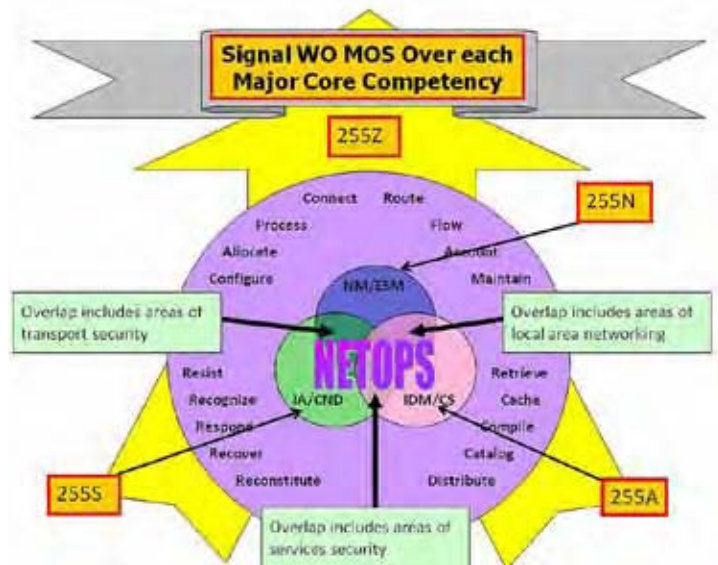 Signal WO MOS Over each
Major Core Competency
255Z
255N
Connect
Route
Process
Flow
Allocate
Account
Configure
Maintain
NM/ESM
Overlap includes areas of
transport security
Overlap includes areas of
local area networking
NETOPS
Resist
Retrieve
Recognize
IA/CND
IDM/CS
Cache
Respond
Compile
Recover
Catalog
Reconstitute
Distribute
255S
255A
Overlap includes areas of
services security